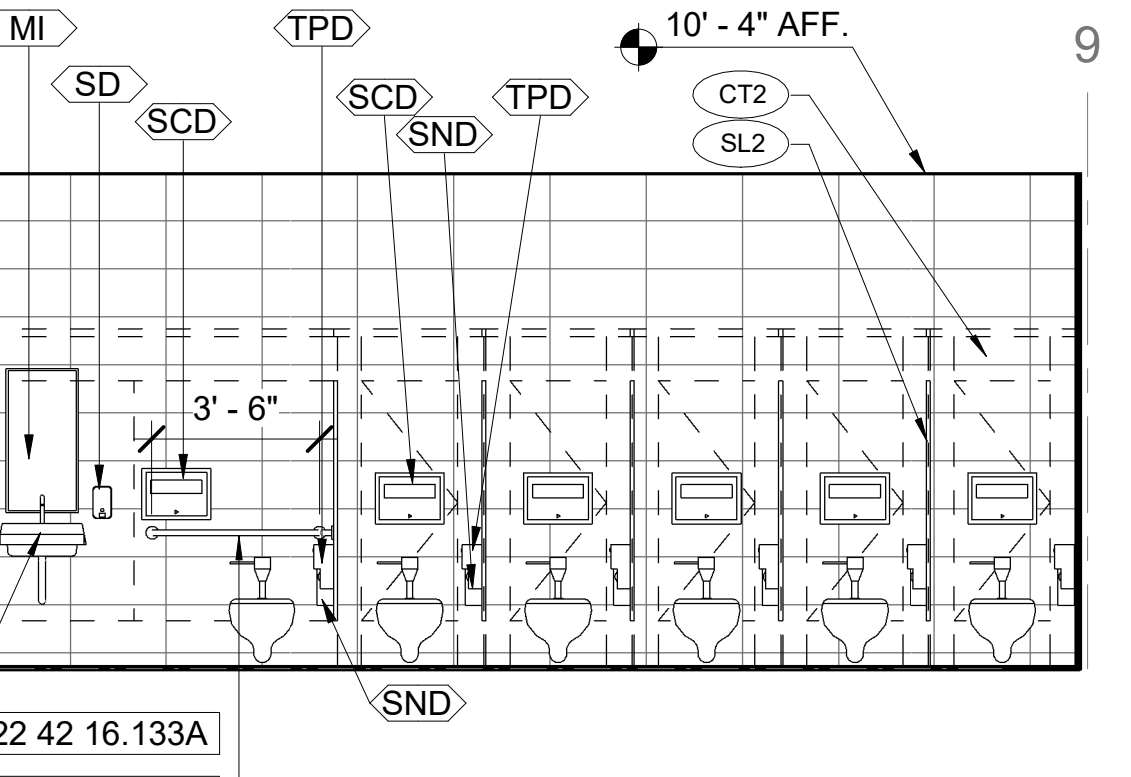 MI
TPD
10' - 4" AFF.
9
SD
SCD
SCD
SND
TPD
CT2
SL2
3' - 6"
SND
22 42 16.133A